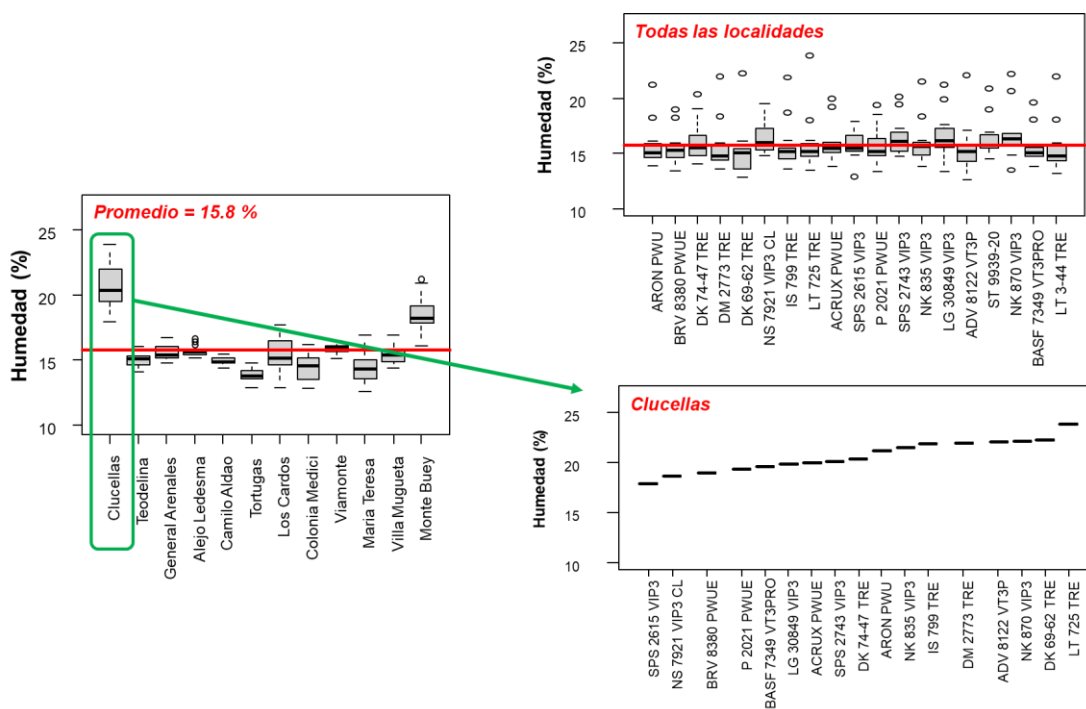 Promedio = 15.8 %
Humedad (%)
25
20
15
10
Clucellas
Teodelina
General Arenales
Alejo Ledesma
Camilo Aldao
Tortugas
Los Cardos
Colonia Medici
Viamonte
Maria Teresa
Villa Mugueta
Monte Buey
Todas las localidades
Humedad (%)
25
20
15
10
ARON PWU
BRV 8380 PWUE
DK 74-47 TRE
DM 2773 TRE
DK 69-62 TRE
NS 7921 VIP3 CL
IS 799 TRE
LT 725 TRE
ACRUX PWUE
SPS 2615 VIP3
P 2021 PWUE
SPS 2743 VIP3
NK 835 VIP3
LG 30849 VIP3
ADV 8122 VT3P
ST 9939-20
NK 870 VIP3
BASF 7349 VT3PRO
LT 3-44 TRE
Clucellas
Humedad (%)
25
20
15
10
SPS 2615 VIP3
NS 7921 VIP3 CL
BRV 8380 PWUE
P 2021 PWUE
BASF 7349 VT3PRO
LG 30849 VIP3
ACRUX PWUE
SPS 2743 VIP3
DK 74-47 TRE
ARON PWU
NK 835 VIP3
IS 799 TRE
DM 2773 TRE
ADV 8122 VT3P
NK 870 VIP3
DK 69-62 TRE
LT 725 TRE